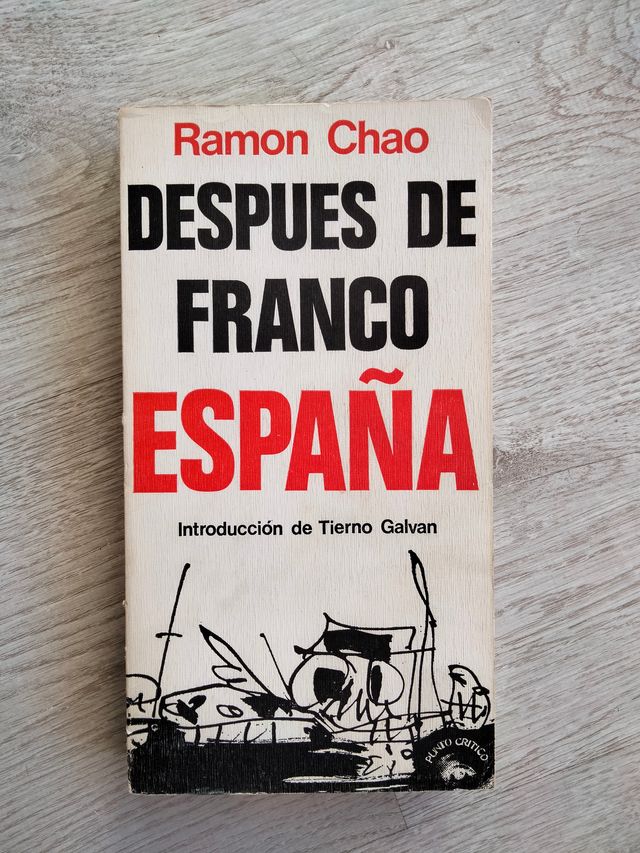 Ramon Chao
DESPUES DE
FRANCO
ESPAÑA
Introducción de Tierno Galvan
PUNTO CRITICO